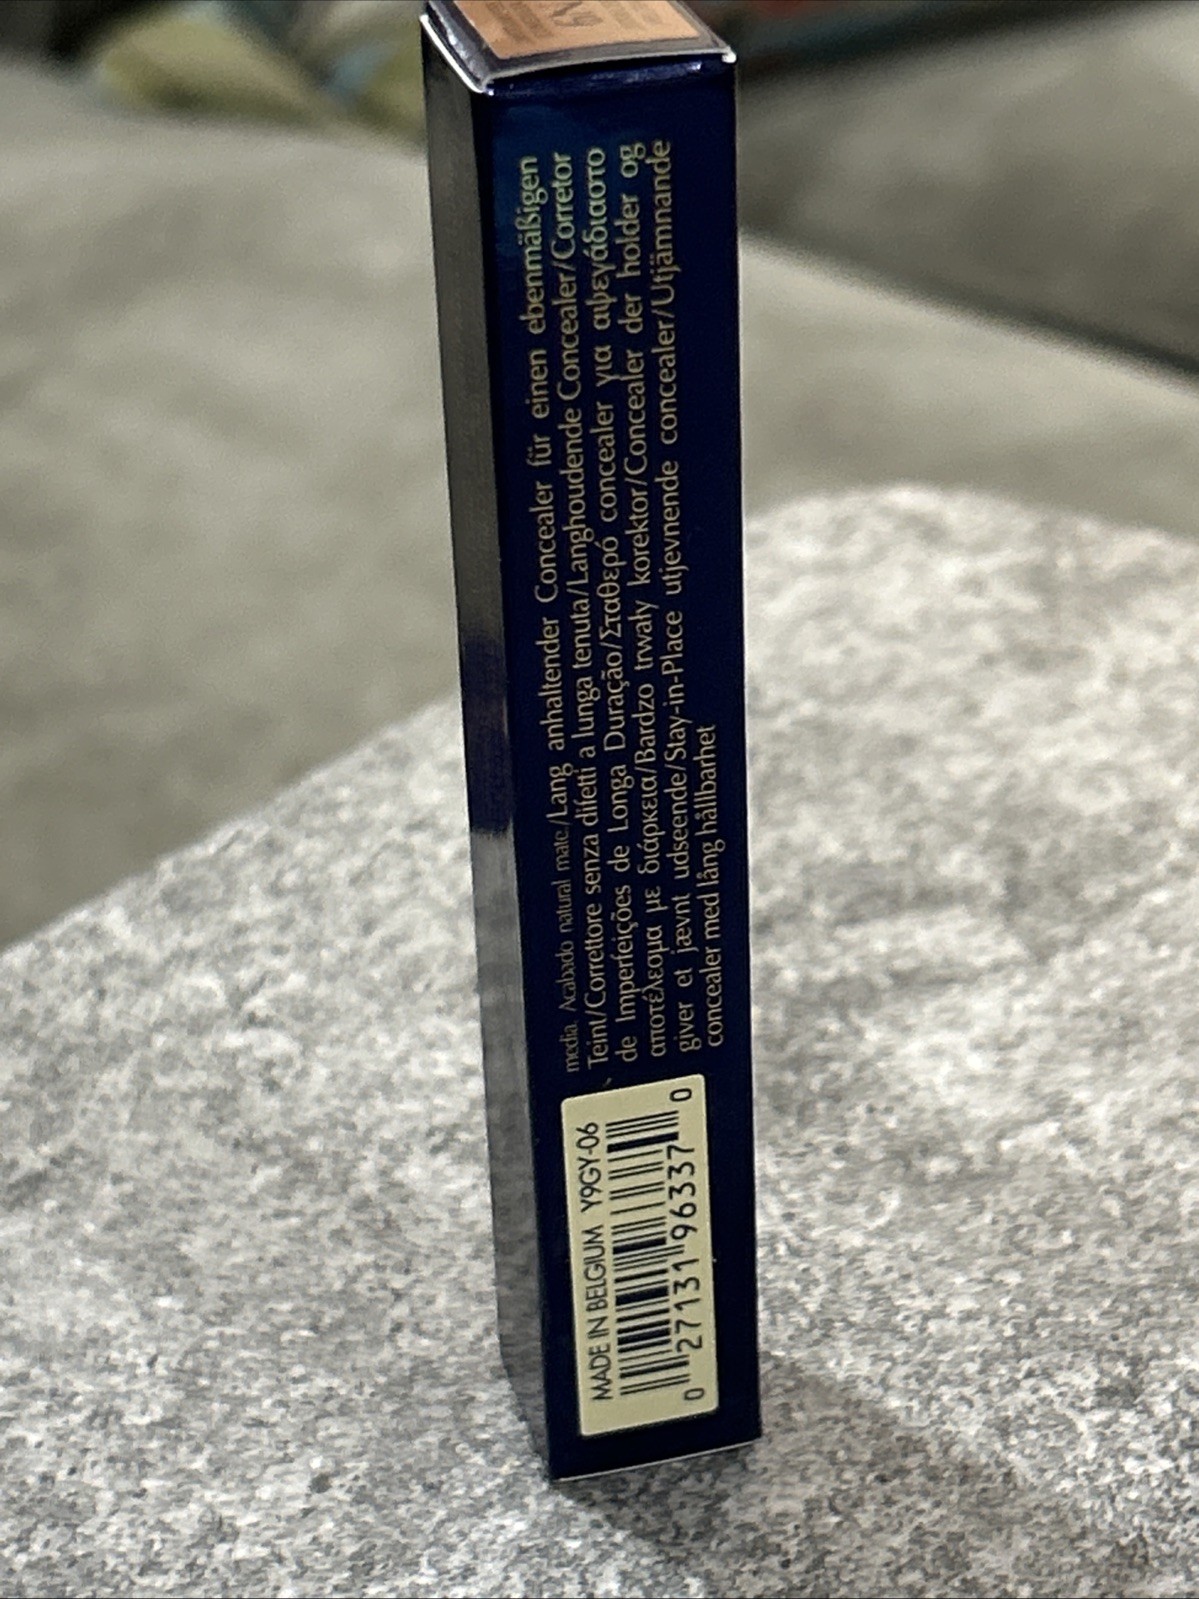 media. Acabado natural mate./Lang anhaltender Concealer für einen ebenmäßigen
Teint/Correttore senza difetti a lunga tenuta/Langhoudende Concealer/Corretor
de Imperfeições de Longa Duração/Σταθερό concealer για αψεγάδιαστο
αποτέλεσμα με διάρκεια/Bardzo trwały korektor/Concealer der holder og
giver et jævnt udseende/Stay-in-Place utjevnende concealer/Utjämnande
concealer med lång hållbarhet
MADE IN BELGIUM Y9GY-06
0 27131 96337 0